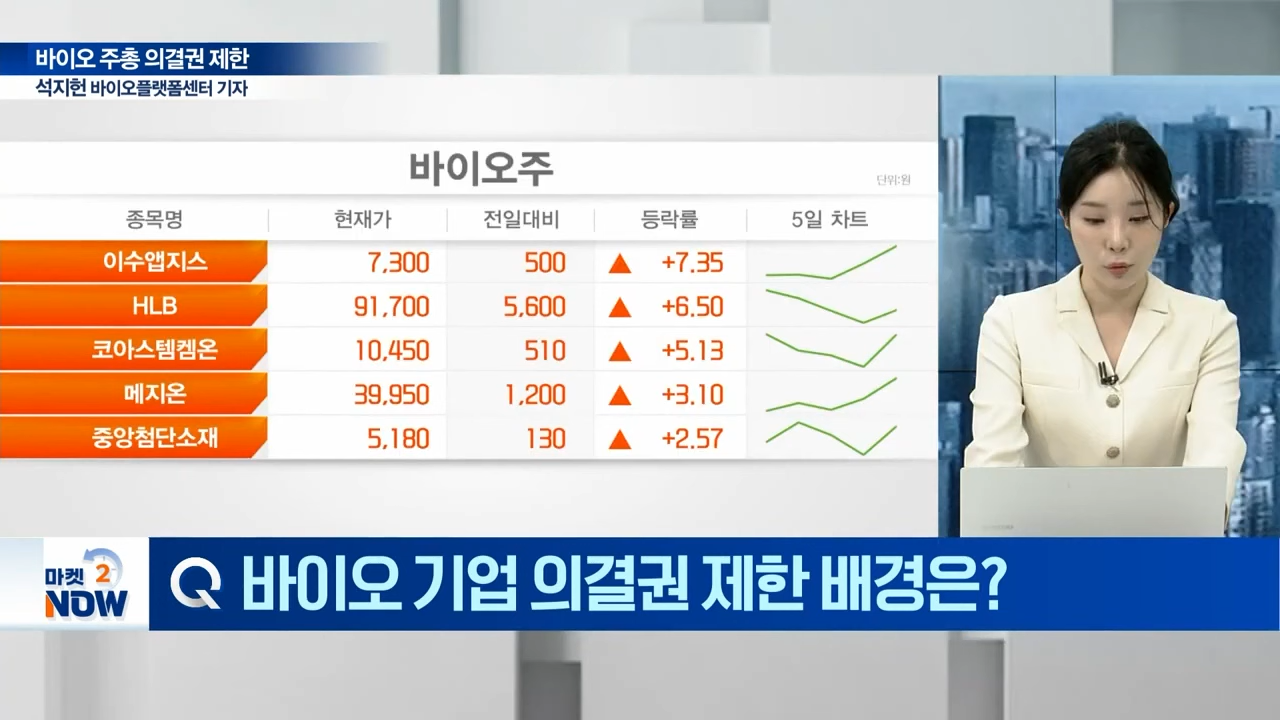 바이오 주총 의결권 제한
석지헌 바이오플랫폼센터 기자
바이오주
단위:원
종목명 현재가 전일대비 등락률 5일 차트
이수앱지스 7,300 500 ▲ +7.35
HLB 91,700 5,600 ▲ +6.50
코아스템켐온 10,450 510 ▲ +5.13
메지온 39,950 1,200 ▲ +3.10
중앙첨단소재 5,180 130 ▲ +2.57
마켓 2
NOW
Q 바이오 기업 의결권 제한 배경은?